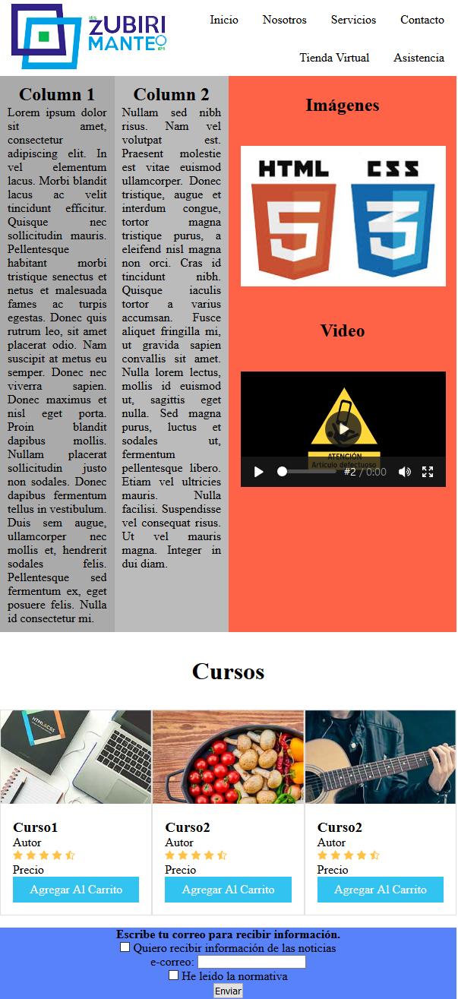 ZUBIRI
MANTEO
Inicio Nosotros Servicios Contacto
Tienda Virtual Asistencia
Column 1
Lorem ipsum dolor
sit amet,
consectetur
adipiscing elit. In
vel elementum
lacus. Morbi blandit
lacus ac velit
tincidunt efficitur.
Quisque nec
sollicitudin mauris.
Pellentesque
habitant morbi
tristique senectus et
netus et malesuada
fames ac turpis
egestas. Donec quis
rutrum leo, sit amet
placerat odio. Nam
suscipit at metus eu
semper. Donec nec
viverra sapien.
Donec maximus et
nisl eget porta.
Proin blandit
dapibus mollis.
Nullam placerat
sollicitudin justo
non sodales. Donec
dapibus fermentum
tellus in vestibulum.
Duis sem augue,
ullamcorper nec
mollis et, hendrerit
sodales felis.
Pellentesque sed
fermentum ex, eget
posuere felis. Nulla
id consectetur mi.
Column 2
Nullam sed nibh
risus. Nam vel
volutpat est.
Praesent molestie
est vitae euismod
ullamcorper. Donec
tristique, augue et
interdum congue,
tortor magna
tristique purus, a
eleifend nisl magna
non orci. Cras id
tincidunt nibh.
Quisque iaculis
tortor a varius
accumsan. Fusce
aliquet fringilla mi,
ut gravida sapien
convallis sit amet.
Nulla lorem lectus,
mollis id euismod
ut, sagittis eget
nulla. Sed magna
purus, luctus et
sodales ut,
fermentum
pellentesque libero.
Etiam vel ultricies
mauris. Nulla
facilisi. Suspendisse
vel consequat risus.
Ut vel mauris
magna. Integer in
dui diam.
Imágenes
HTML CSS
5 3
Video
ATENCIÓN
Artículo defectuoso
#2 / 0:00
Cursos
HTML&CSS
Curso1
Autor
Precio
Agregar Al Carrito
Curso2
Autor
Precio
Agregar Al Carrito
Curso2
Autor
Precio
Agregar Al Carrito
Escribe tu correo para recibir información.
Quiero recibir información de las noticias
e-correo:
He leido la normativa
Enviar